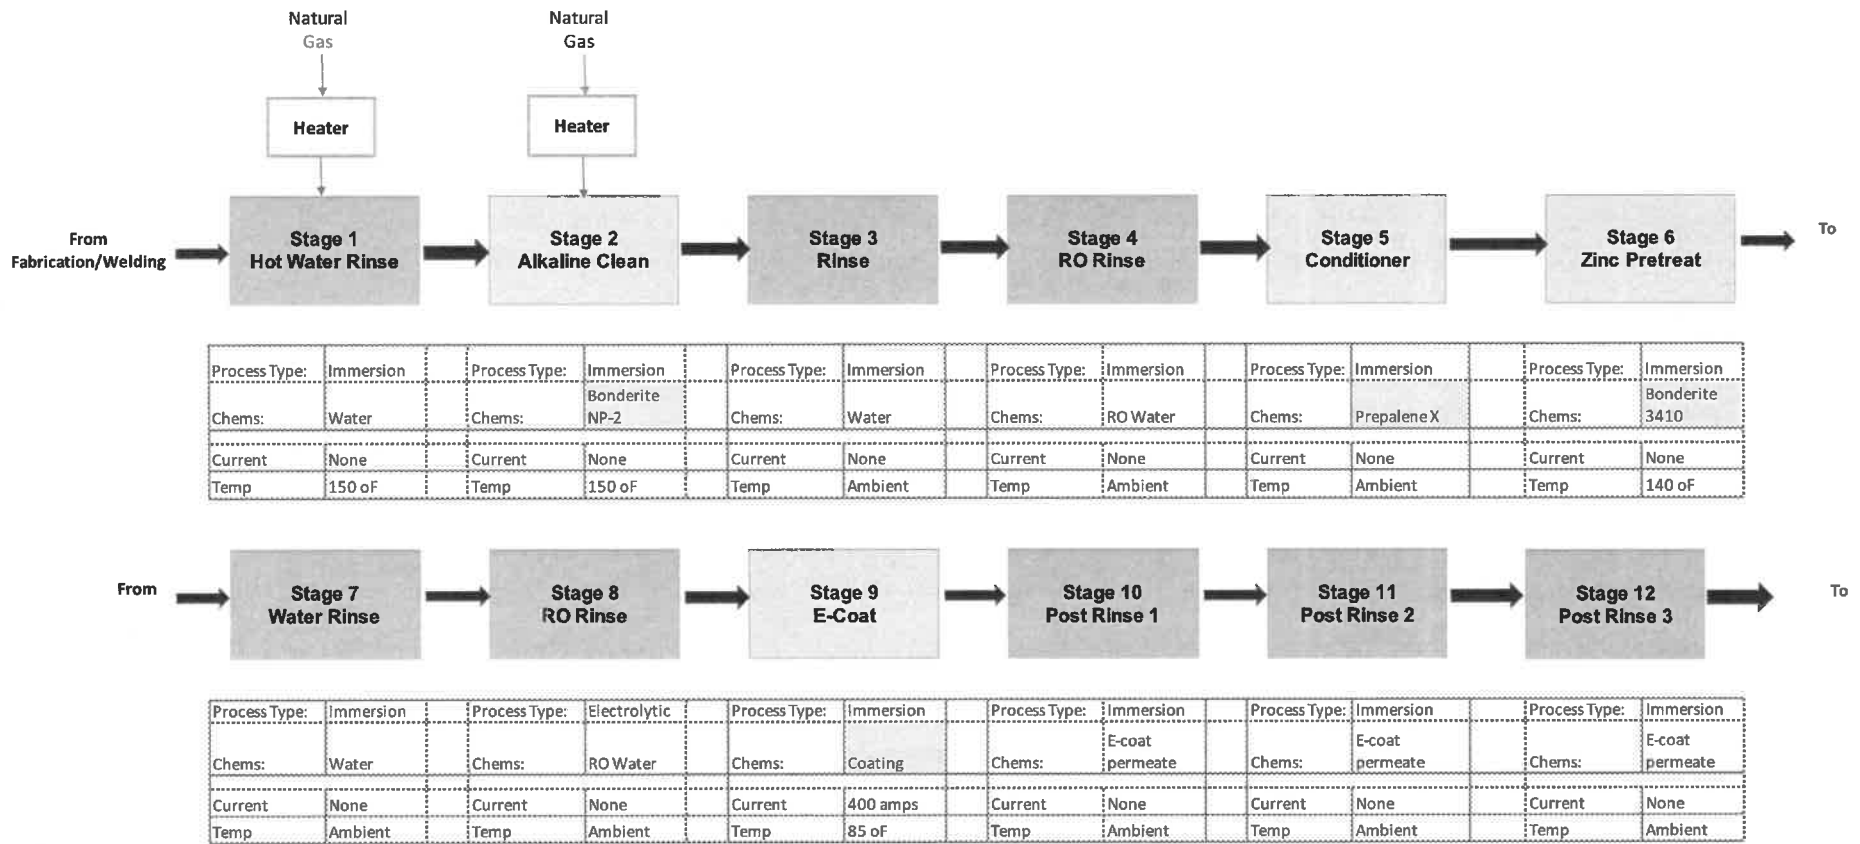 Natural
Gas
Natural
Gas
Heater
Heater
From
Fabrication/Welding
Stage 1
Hot Water Rinse
Stage 2
Alkaline Clean
Stage 3
Rinse
Stage 4
RO Rinse
Stage 5
Conditioner
Stage 6
Zinc Pretreat
To
Process Type: Immersion Process Type: Immersion Process Type: Immersion Process Type: Immersion Process Type: Immersion Process Type: Immersion
Chems: Water Chems: Bonderite NP-2 Chems: Water Chems: RO Water Chems: Prepalene X Chems: Bonderite 3410
Current None Current None Current None Current None Current None Current None
Temp 150 oF Temp 150 oF Temp Ambient Temp Ambient Temp Ambient Temp 140 oF
From
Stage 7
Water Rinse
Stage 8
RO Rinse
Stage 9
E-Coat
Stage 10
Post Rinse 1
Stage 11
Post Rinse 2
Stage 12
Post Rinse 3
To
Process Type: Immersion Process Type: Electrolytic Process Type: Immersion Process Type: Immersion Process Type: Immersion Process Type: Immersion
Chems: Water Chems: RO Water Chems: Coating Chems: E-coat permeate Chems: E-coat permeate Chems: E-coat permeate
Current None Current None Current 400 amps Current None Current None Current None
Temp Ambient Temp Ambient Temp 85 oF Temp Ambient Temp Ambient Temp Ambient